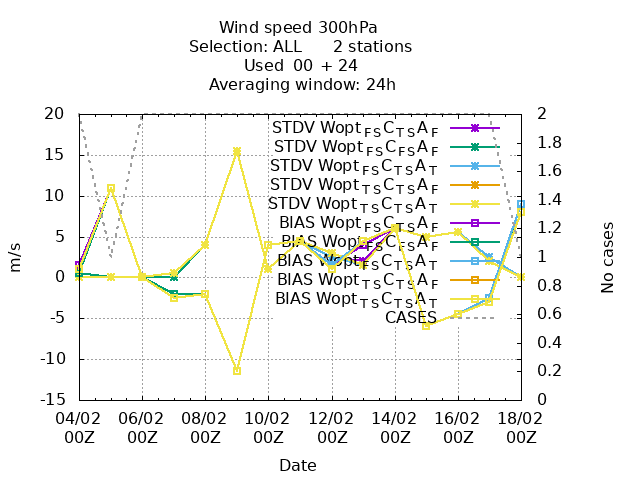 Wind speed 300hPa
Selection: ALL 2 stations
Used 00 + 24
Averaging window: 24h
20
15
10
5
0
-5
-10
-15
m/s
2
1.8
1.6
1.4
1.2
1
0.8
0.6
0.4
0.2
0
No cases
STDV Wopt FS C TS A F
STDV Wopt FS C FS A F
STDV Wopt FS C TS A T
STDV Wopt TS C TS A F
STDV Wopt TS C TS A T
BIAS Wopt FS C TS A F
BIAS Wopt FS C FS A F
BIAS Wopt FS C TS A T
BIAS Wopt TS C TS A F
BIAS Wopt TS C TS A T
CASES
04/02 06/02 08/02 10/02 12/02 14/02 16/02 18/02
00Z 00Z 00Z 00Z 00Z 00Z 00Z 00Z
Date